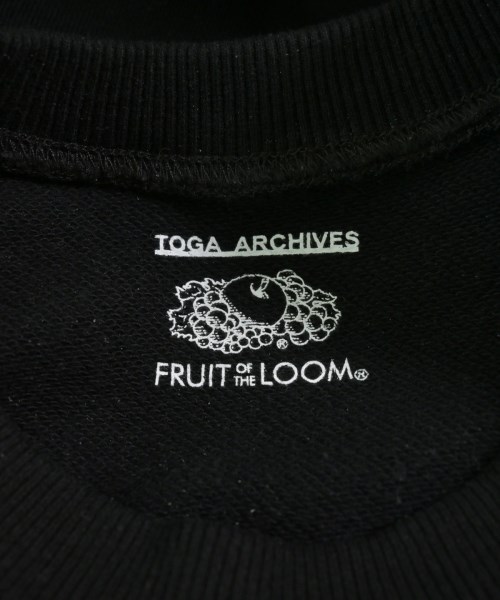 TOGA ARCHIVES
®
FRUIT OF THE LOOM®